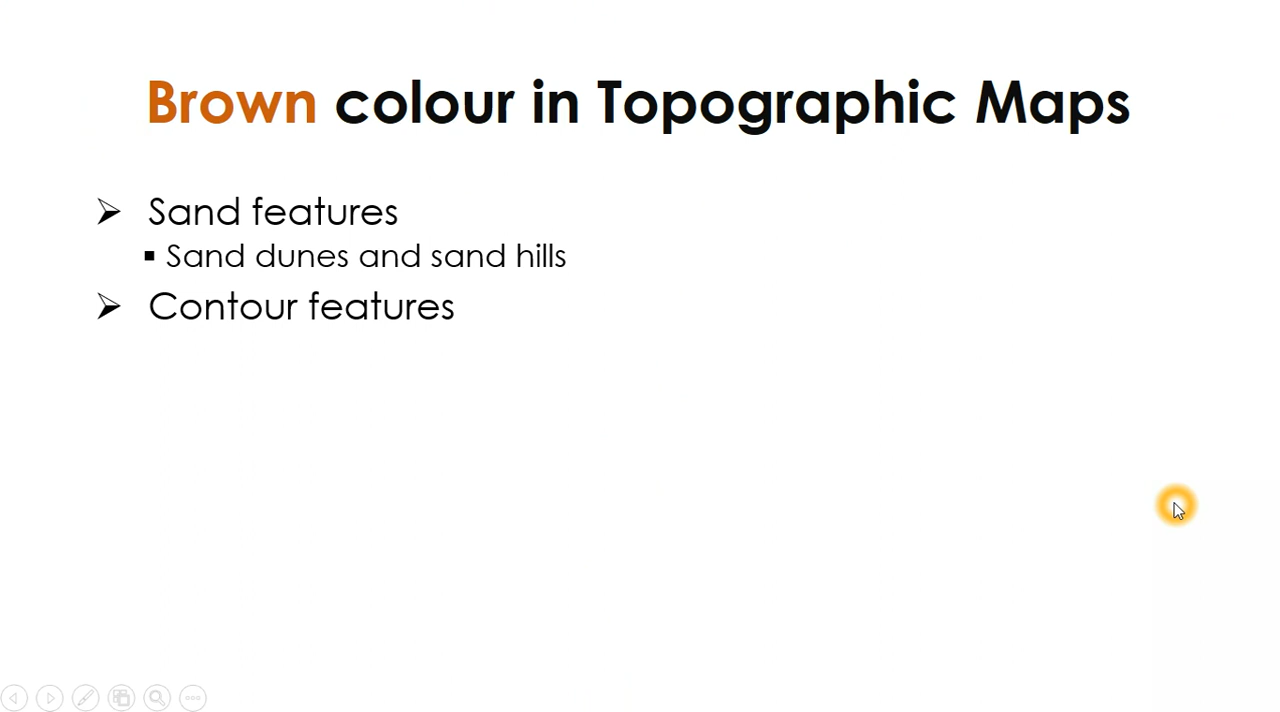 Brown colour in Topographic Maps
Sand features
Sand dunes and sand hills
Contour features